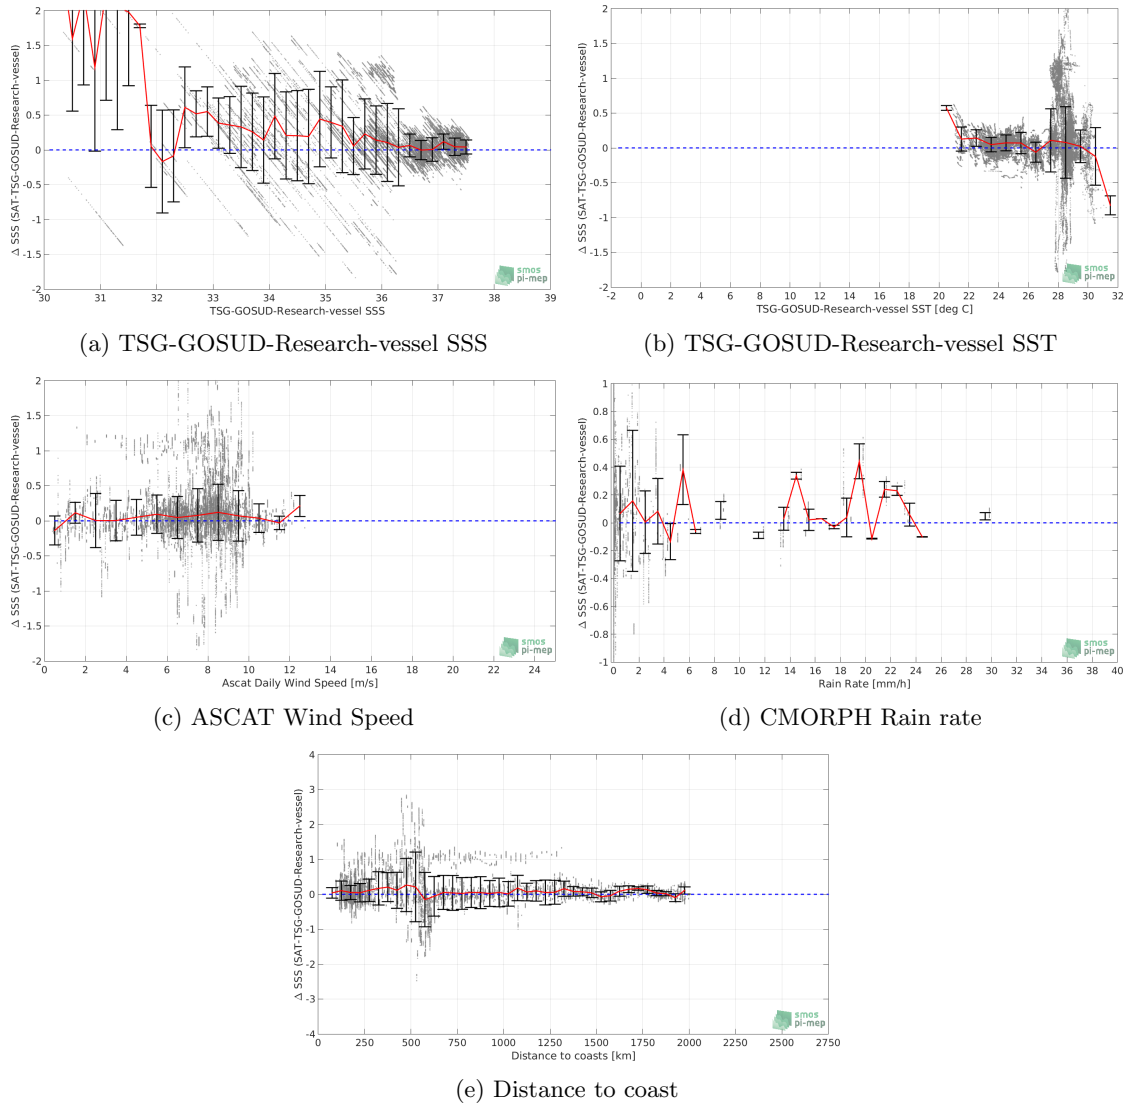 2
1.5
1
0.5
0
-0.5
-1
-1.5
-2
Δ SSS (SAT-TSG-GOSUD-Research-vessel)
30 31 32 33 34 35 36 37 38 39
TSG-GOSUD-Research-vessel SSS
smos
pi-mep
(a) TSG-GOSUD-Research-vessel SSS
2
1.5
1
0.5
0
-0.5
-1
-1.5
-2
Δ SSS (SAT-TSG-GOSUD-Research-vessel)
-2 0 2 4 6 8 10 12 14 16 18 20 22 24 26 28 30 32
TSG-GOSUD-Research-vessel SST [deg C]
smos
pi-mep
(b) TSG-GOSUD-Research-vessel SST
2
1.5
1
0.5
0
-0.5
-1
-1.5
-2
Δ SSS (SAT-TSG-GOSUD-Research-vessel)
0 2 4 6 8 10 12 14 16 18 20 22 24
Ascat Daily Wind Speed [m/s]
smos
pi-mep
(c) ASCAT Wind Speed
1
0.8
0.6
0.4
0.2
0
-0.2
-0.4
-0.6
-0.8
-1
Δ SSS (SAT-TSG-GOSUD-Research-vessel)
0 2 4 6 8 10 12 14 16 18 20 22 24 26 28 30 32 34 36 38 40
Rain Rate [mm/h]
smos
pi-mep
(d) CMORPH Rain rate
4
3
2
1
0
-1
-2
-3
-4
Δ SSS (SAT-TSG-GOSUD-Research-vessel)
0 250 500 750 1000 1250 1500 1750 2000 2250 2500 2750
Distance to coasts [km]
smos
pi-mep
(e) Distance to coast